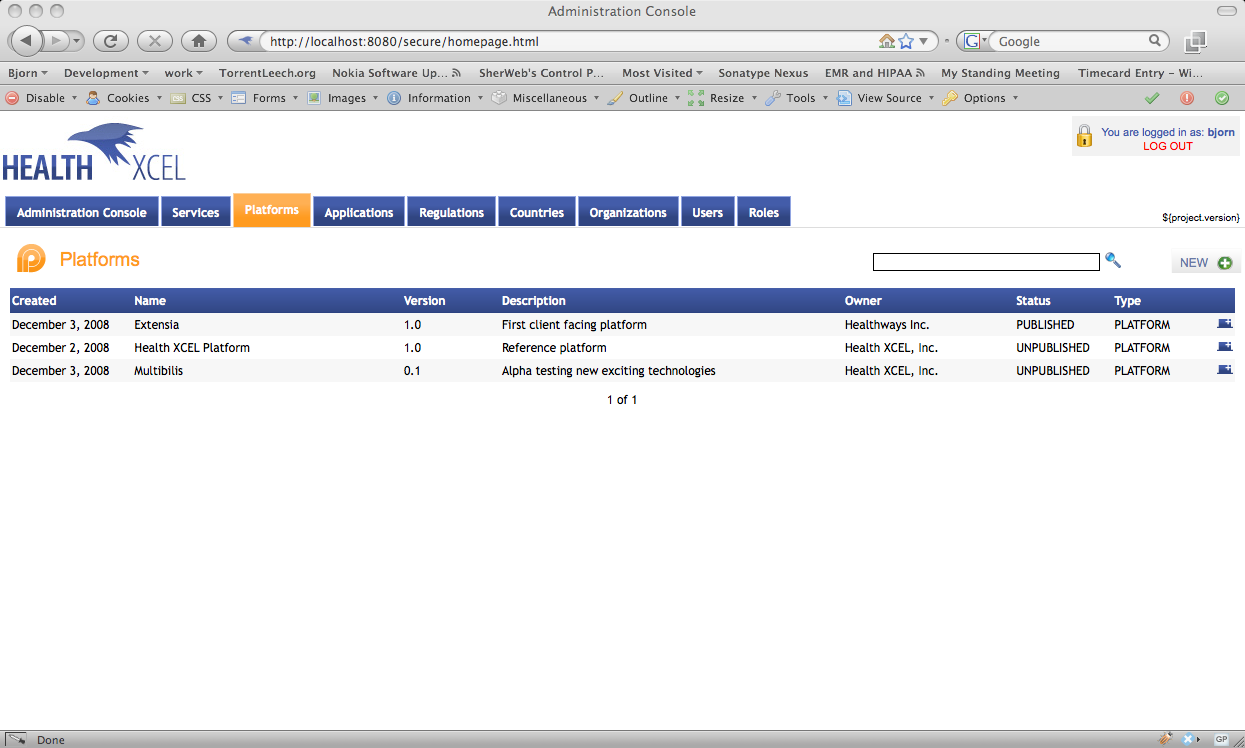 Administration Console
http://localhost:8080/secure/homepage.html
G Google
Bjorn Development work TorrentLeech.org Nokia Software Up... SherWeb's Control P... Most Visited Sonatype Nexus EMR and HIPAA My Standing Meeting Timecard Entry – Wi...
Disable Cookies CSS CSS Forms Images Information Miscellaneous Outline Resize Tools View Source Options
HEALTH XCEL
You are logged in as: bjorn
LOG OUT
Administration Console Services Platforms Applications Regulations Countries Organizations Users Roles
${project.version}
Platforms
NEW
Created Name Version Description Owner Status Type
December 3, 2008 Extensia 1.0 First client facing platform Healthways Inc. PUBLISHED PLATFORM
December 2, 2008 Health XCEL Platform 1.0 Reference platform Health XCEL, Inc. UNPUBLISHED PLATFORM
December 3, 2008 Multibilis 0.1 Alpha testing new exciting technologies Health XCEL, Inc. UNPUBLISHED PLATFORM
1 of 1
Done
GP